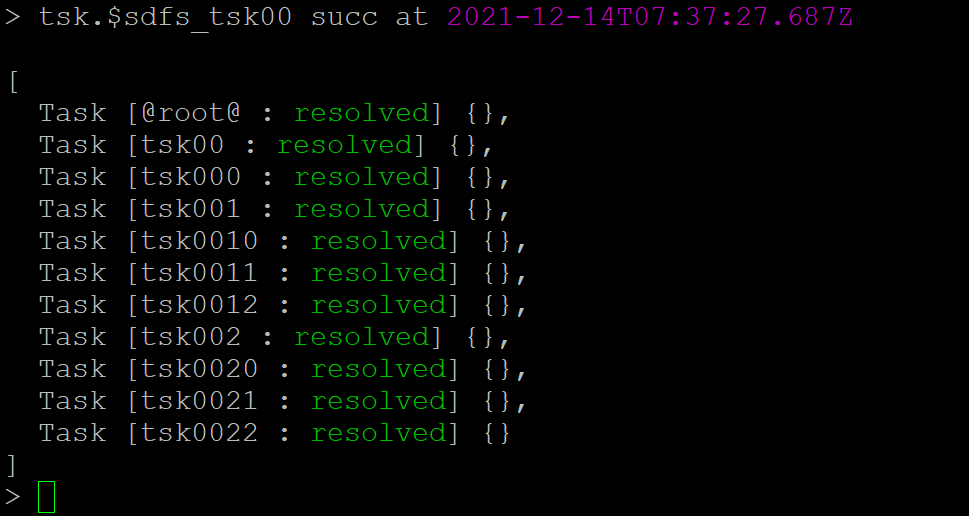 > tsk.$sdfs_tsk00 succ at 2021-12-14T07:37:27.687Z
[
Task [@root@ : resolved] {},
Task [tsk00 : resolved] {},
Task [tsk000 : resolved] {},
Task [tsk001 : resolved] {},
Task [tsk0010 : resolved] {},
Task [tsk0011 : resolved] {},
Task [tsk0012 : resolved] {},
Task [tsk002 : resolved] {},
Task [tsk0020 : resolved] {},
Task [tsk0021 : resolved] {},
Task [tsk0022 : resolved] {}
]
>